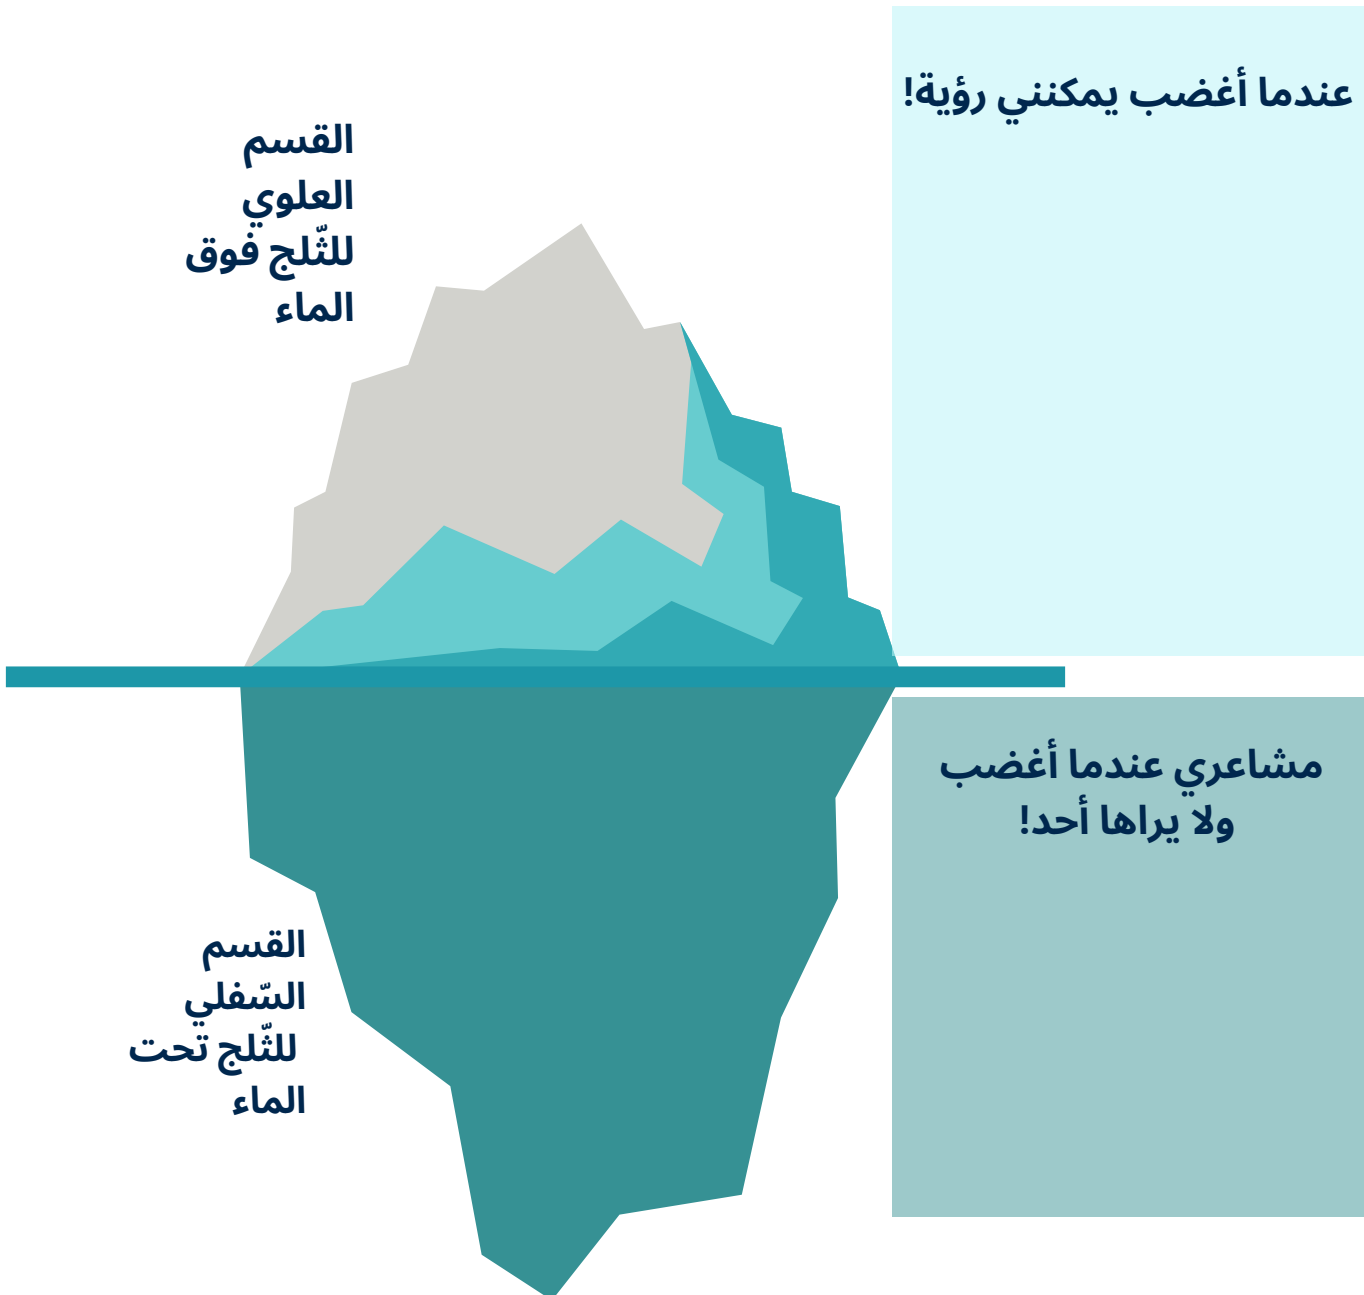 عندما أغضب يمكنني رؤية!
القسم
العلوي
للثّلج فوق
الماء
مشاعري عندما أغضب
ولا يراها أحد!
القسم
السّفلي
للثّلج تحت
الماء